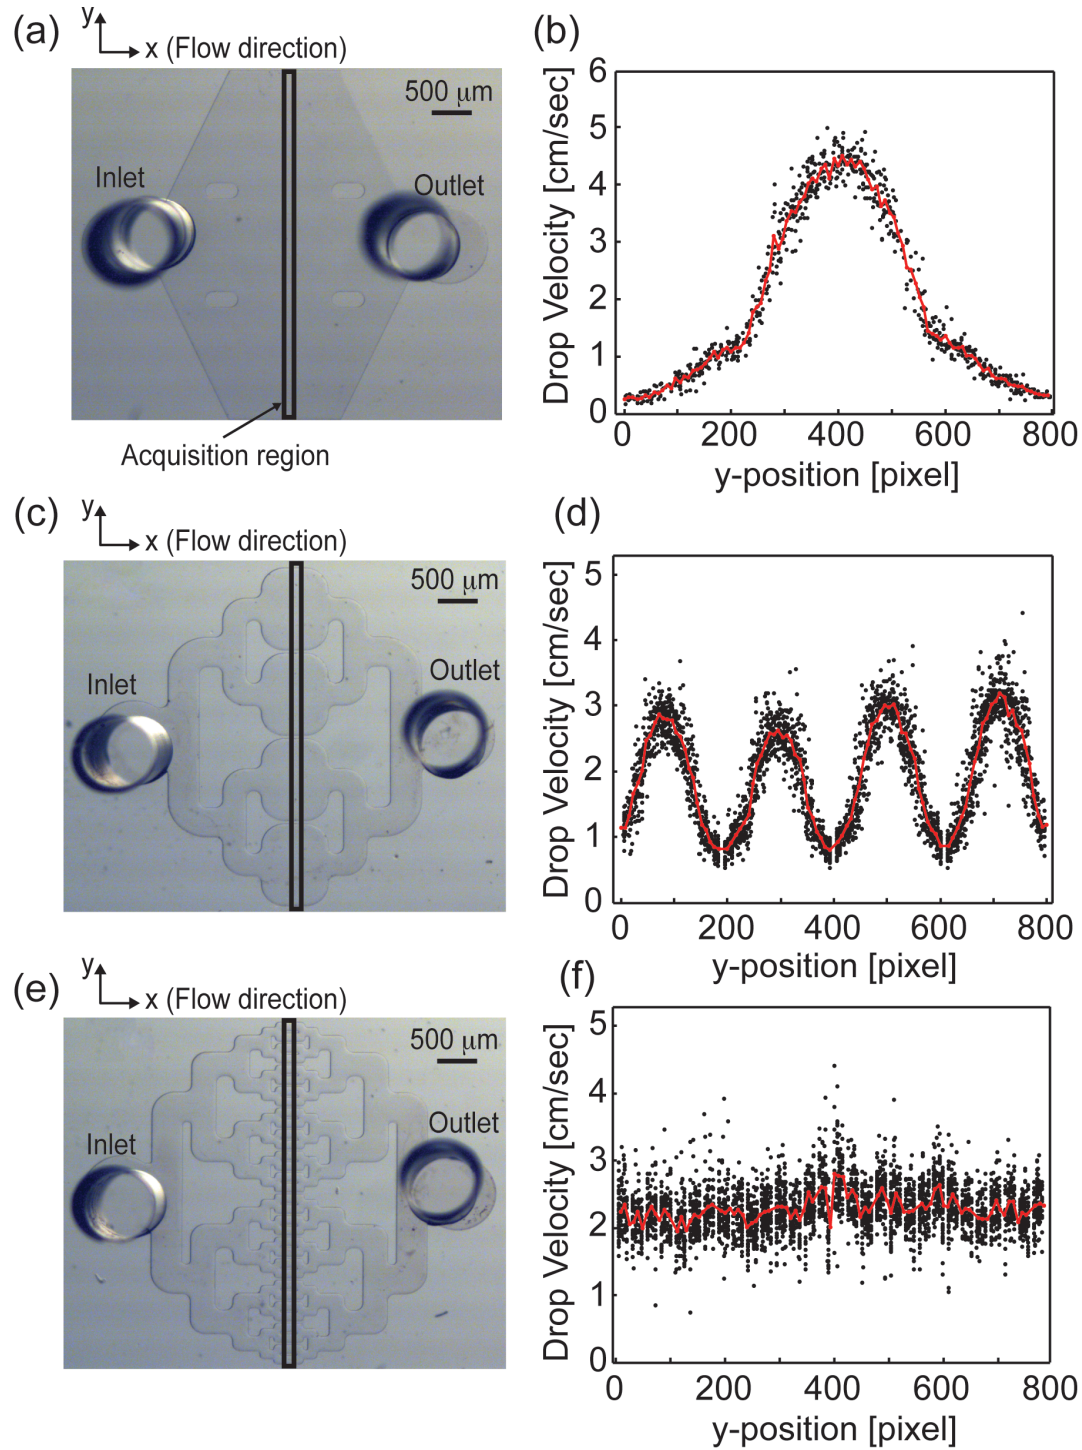 (a)
y
x (Flow direction)
500 μm
Inlet
Outlet
Acquisition region
(b)
Drop Velocity [cm/sec]
6
5
4
3
2
1
0
0 200 400 600 800
y-position [pixel]
(c)
y
x (Flow direction)
500 μm
Inlet
Outlet
(d)
Drop Velocity [cm/sec]
5
4
3
2
1
0
0 200 400 600 800
y-position [pixel]
(e)
y
x (Flow direction)
500 μm
Inlet
Outlet
(f)
Drop Velocity [cm/sec]
5
4
3
2
1
0
0 200 400 600 800
y-position [pixel]